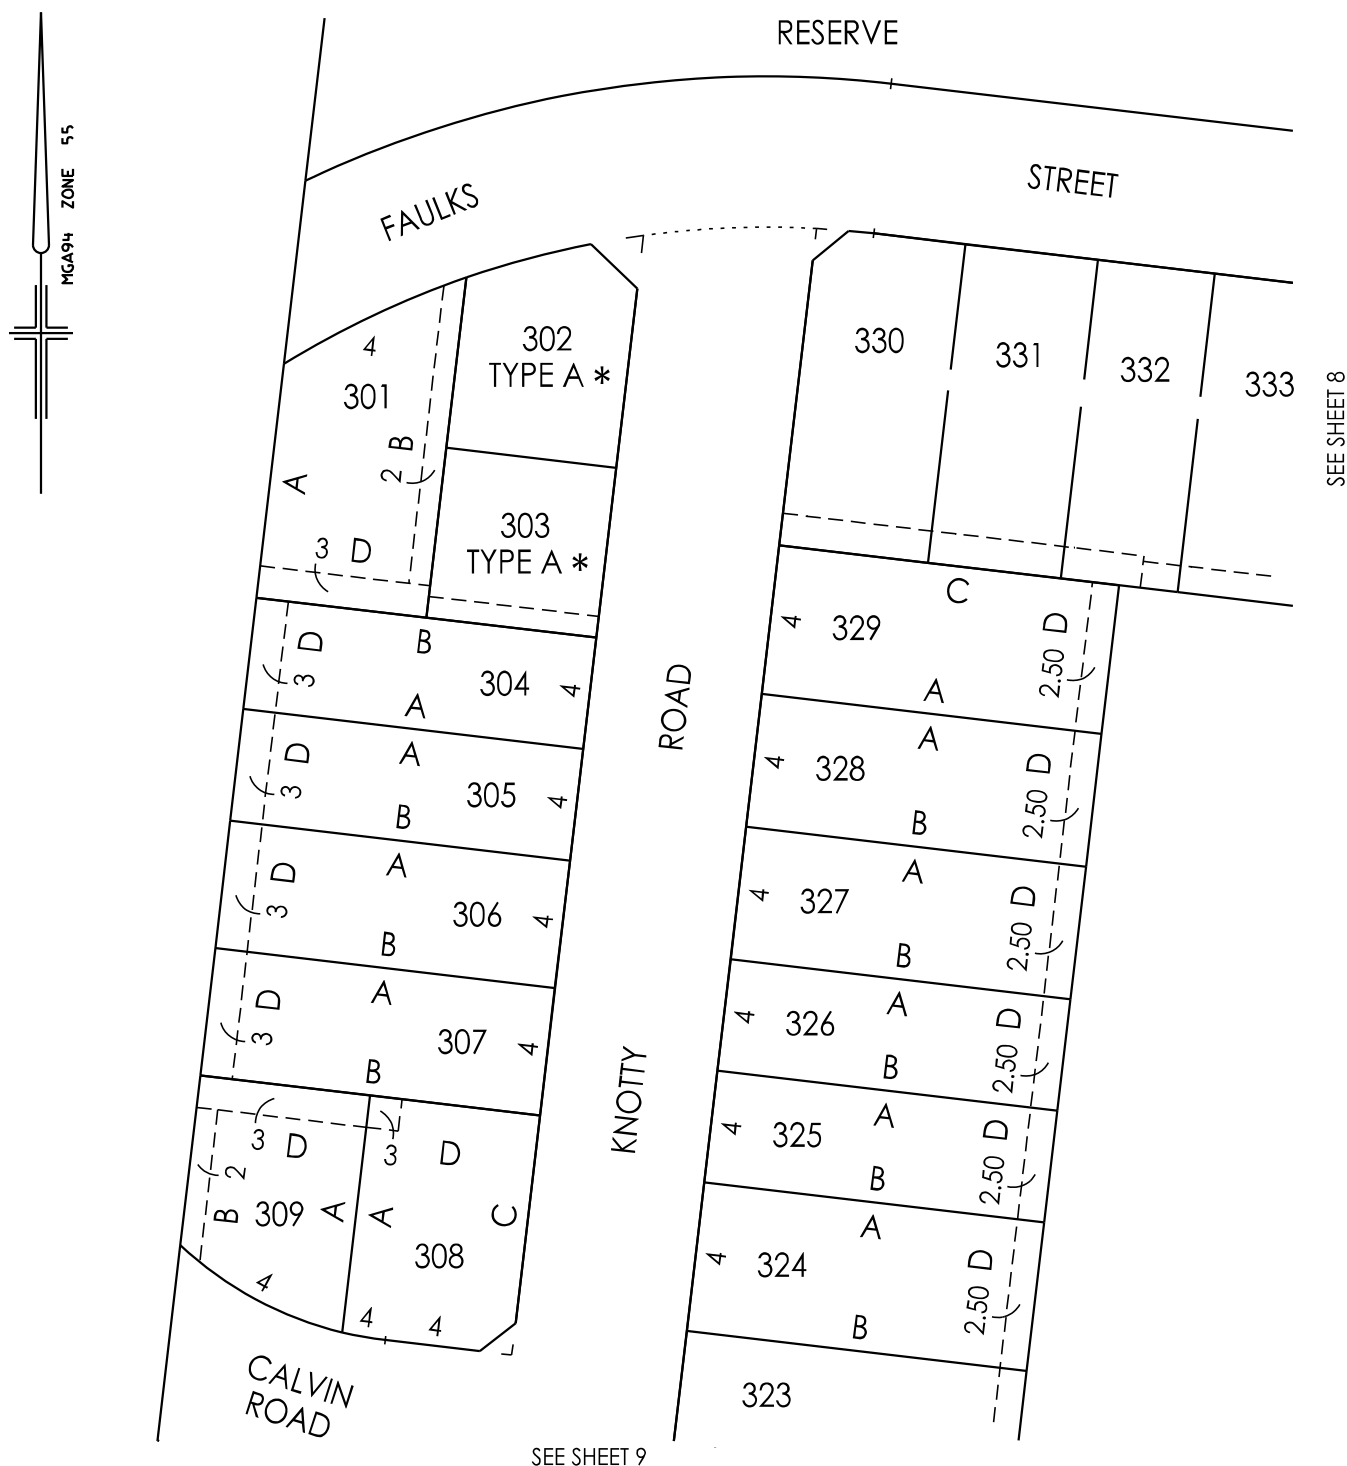 RESERVE
MGA94 ZONE 55
STREET
FAULKS
302
TYPE A *
330
331
332
333
4
301
SEE SHEET 8
B
2
A
303
TYPE A *
3 D
C
B
4
329
2.50 D
3 D
304
4
A
A
ROAD
A
A
3 D
305
4
4
328
2.50 D
B
B
A
A
3 D
306
4
4
327
2.50 D
B
B
A
A
3 D
307
4
4
326
2.50 D
B
B
KNOTTY
A
3 D
3
D
4
325
2.50 D
2
B
309
A
A
C
B
308
A
4
4
4
4
324
2.50 D
B
CALVIN
ROAD
323
SEE SHEET 9